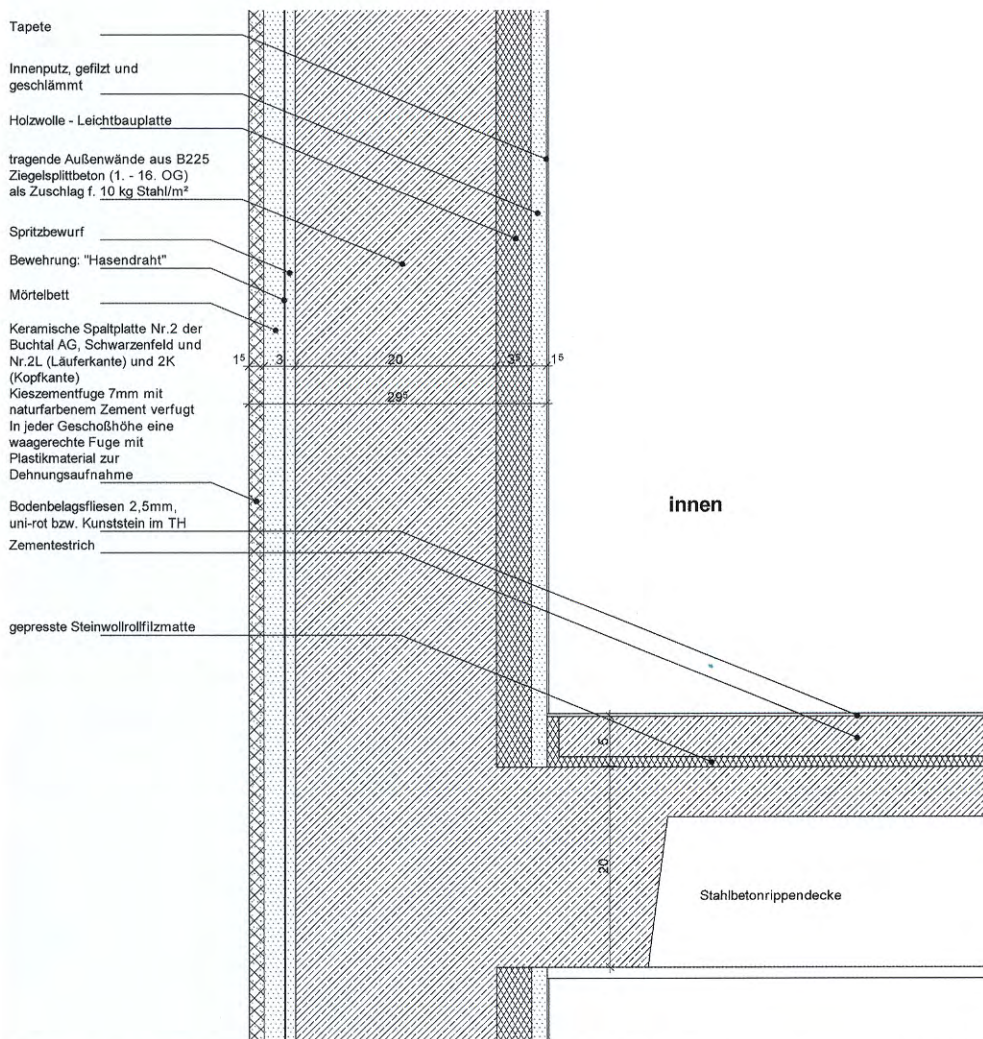 Tapete
Innenputz, gefilzt und
geschlämmt
Holzwolle - Leichtbauplatte
tragende Außenwände aus B225
Ziegelsplittbeton (1. - 16. OG)
als Zuschlag f. 10 kg Stahl/m²
Spritzbewurf
Bewehrung: "Hasendraht"
Mörtelbett
Keramische Spaltplatte Nr.2 der
Buchtal AG, Schwarzenfeld und
Nr.2L (Läuferkante) und 2K
(Kopfkante)
Kieszementfuge 7mm mit
naturfarbenem Zement verfugt
In jeder Geschoßhöhe eine
waagerechte Fuge mit
Plastikmaterial zur
Dehnungsaufnahme
1⁵ 3 20 3⁵ 1⁵
29⁵
innen
Bodenbelagsfliesen 2,5mm,
uni-rot bzw. Kunststein im TH
Zementestrich
gepresste Steinwollrollfilzmatte
5
20
Stahlbetonrippendecke